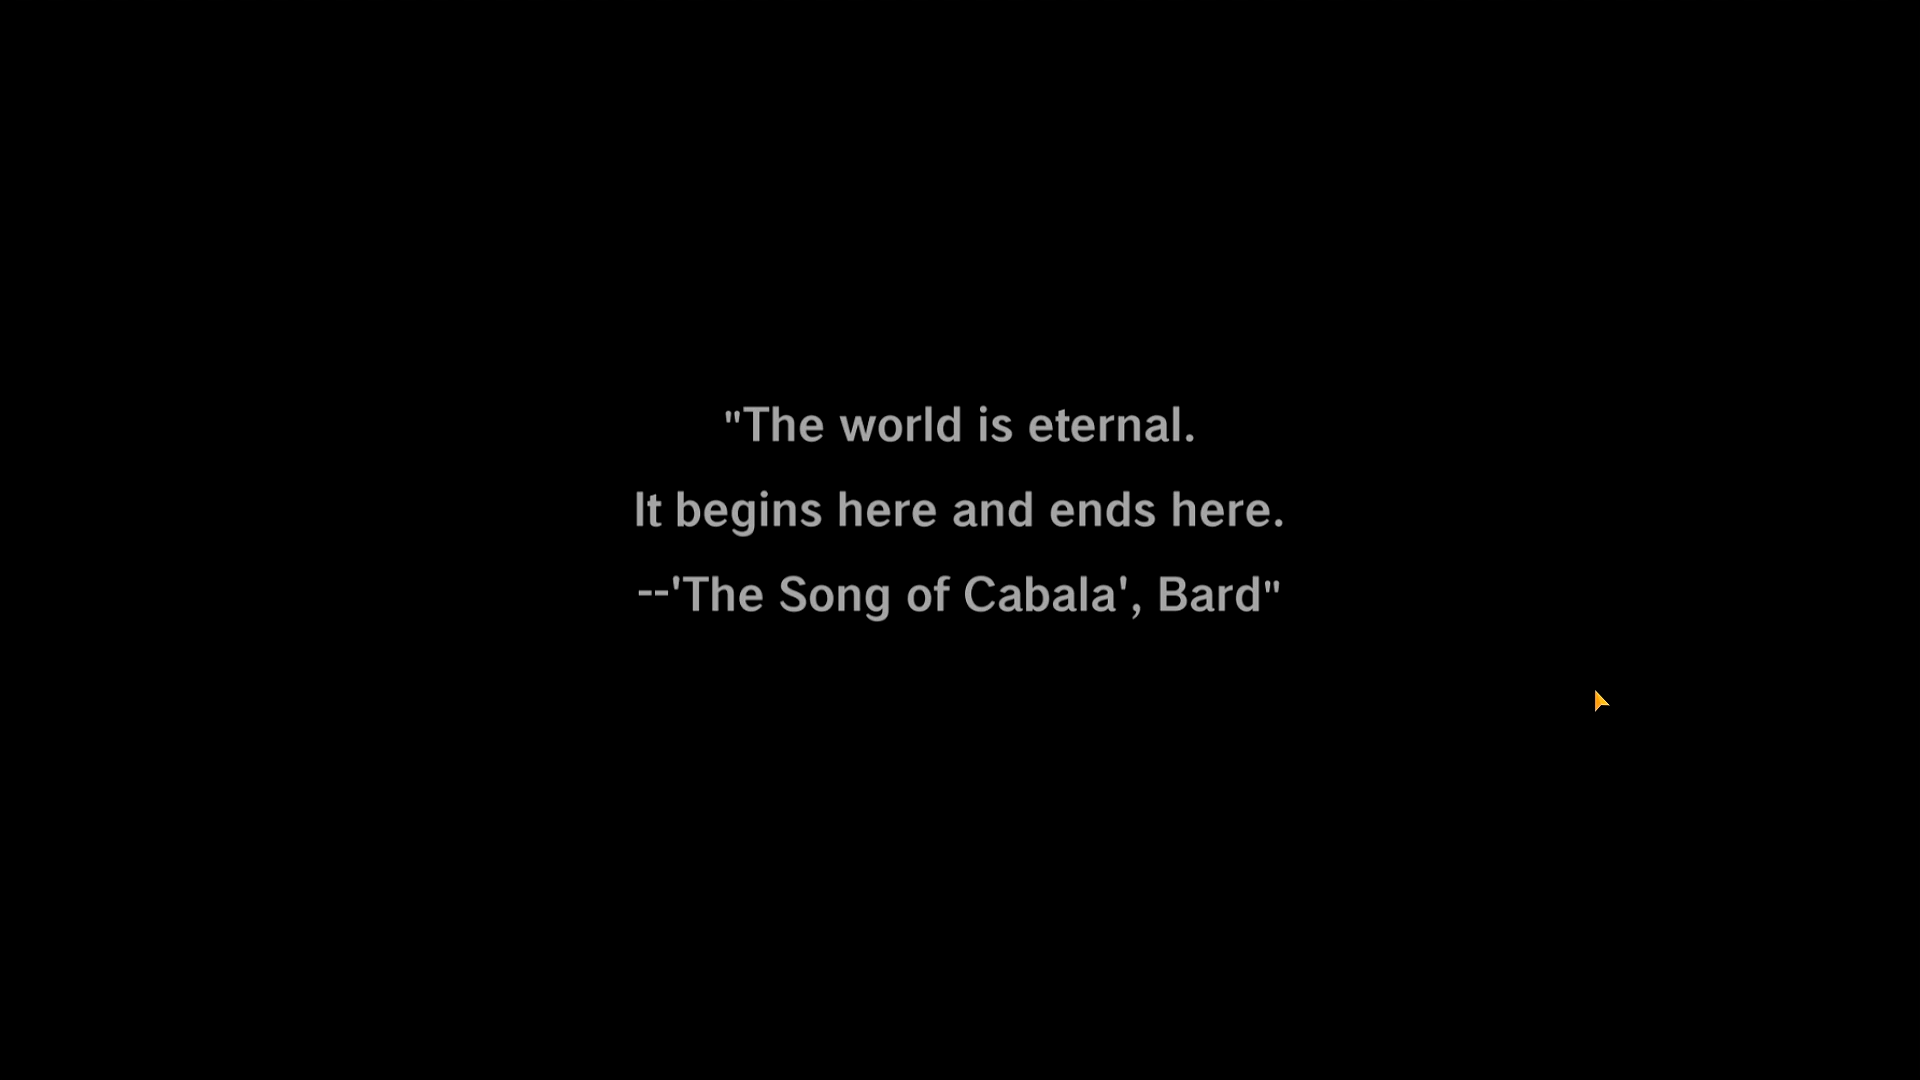 "The world is eternal.
It begins here and ends here.
--'The Song of Cabala', Bard"